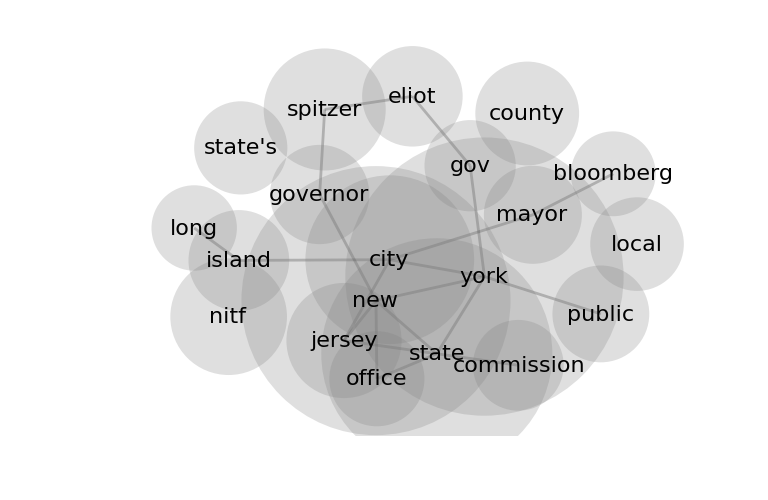 eliot
spitzer
county
state's
gov
bloomberg
governor
mayor
long
local
island
city
york
new
nitf
public
jersey
state
commission
office